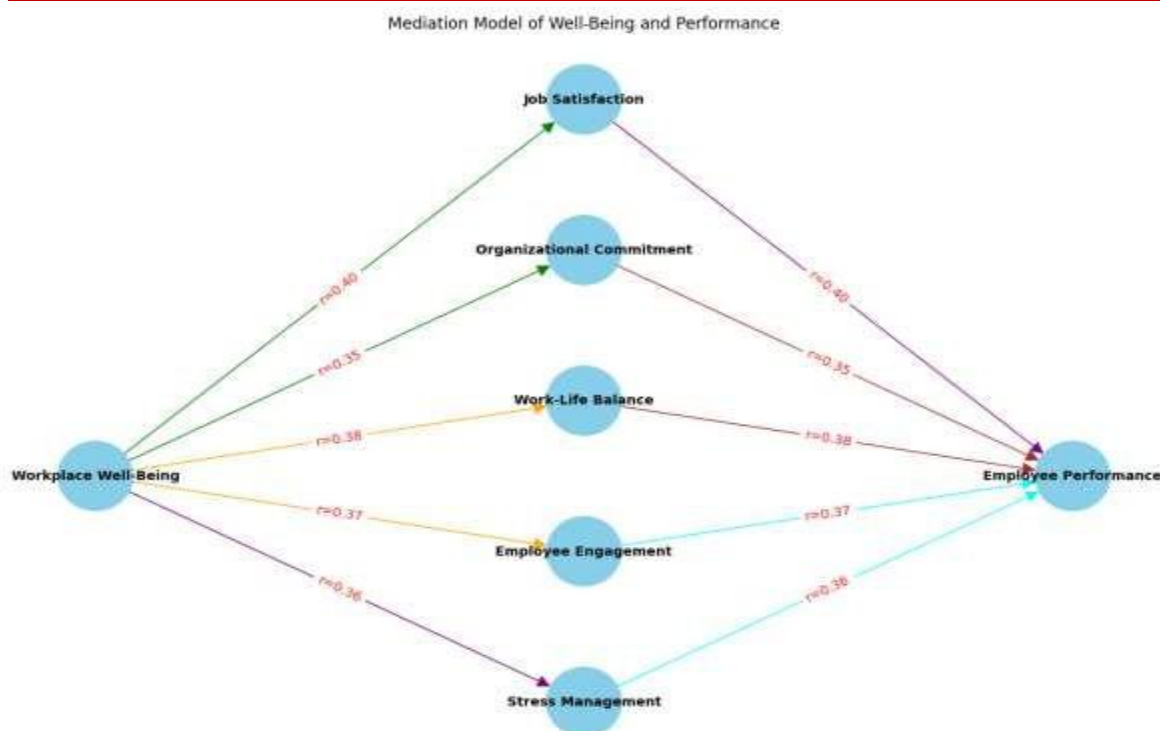 Mediation Model of Well-Being and Performance
Job Satisfaction
Organizational Commitment
r=0.40
r=0.40
r=0.35
r=0.35
Work-Life Balance
r=0.38
r=0.38
Workplace Well-Being
Employee Performance
r=0.37
r=0.37
Employee Engagement
r=0.36
r=0.36
Stress Management